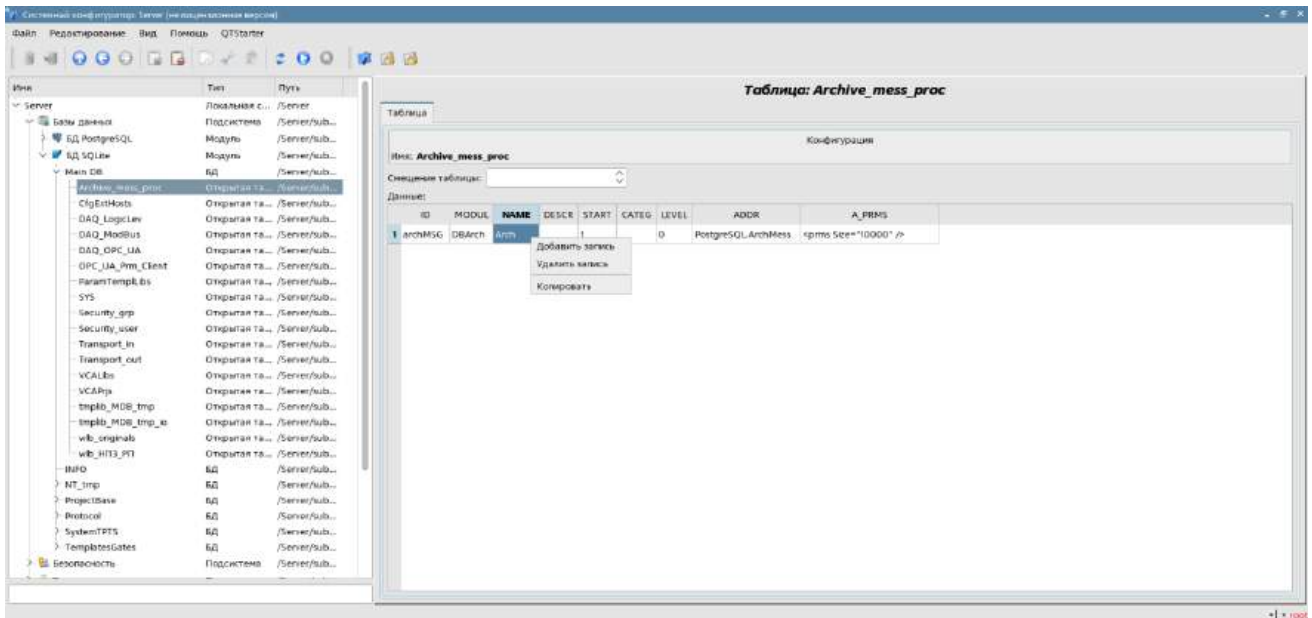 Системный конфигуратор: Server (не лицензионная версия)
Файл Редактирование Вид Помощь QTStarter
Имя Тип Путь
Server Локальная с... /Server
Базы данных Подсистема /Server/sub...
БД PostgreSQL Модуль /Server/sub...
БД SQLite Модуль /Server/sub...
Main DB БД /Server/sub...
Archive_mess_proc Открытая та... /Server/sub...
CfgExtHosts Открытая та... /Server/sub...
DAQ_LogicLev Открытая та... /Server/sub...
DAQ_ModBus Открытая та... /Server/sub...
DAQ_OPC_UA Открытая та... /Server/sub...
OPC_UA_Prm_Client Открытая та... /Server/sub...
ParamTemplLibs Открытая та... /Server/sub...
SYS Открытая та... /Server/sub...
Security_grp Открытая та... /Server/sub...
Security_user Открытая та... /Server/sub...
Transport_in Открытая та... /Server/sub...
Transport_out Открытая та... /Server/sub...
VCALibs Открытая та... /Server/sub...
VCAPrjs Открытая та... /Server/sub...
tmplib_MDB_tmp Открытая та... /Server/sub...
tmplib_MDB_tmp_io Открытая та... /Server/sub...
wlb_originals Открытая та... /Server/sub...
wlb_НПЗ_РП Открытая та... /Server/sub...
INFO БД /Server/sub...
NT_tmp БД /Server/sub...
ProjectBase БД /Server/sub...
Protocol БД /Server/sub...
SystemTPTS БД /Server/sub...
TemplatesGates БД /Server/sub...
Безопасность Подсистема /Server/sub...
Таблица: Archive_mess_proc
Таблица
Конфигурация
Имя: Archive_mess_proc
Смещение таблицы:
Данные:
ID MODUL NAME DESCR START CATEG LEVEL ADDR A_PRMS
1 archMSG DBArch Arch 1 0 PostgreSQL.ArchMess <prms Size="10000" />
Добавить запись
Удалить запись
Копировать
root